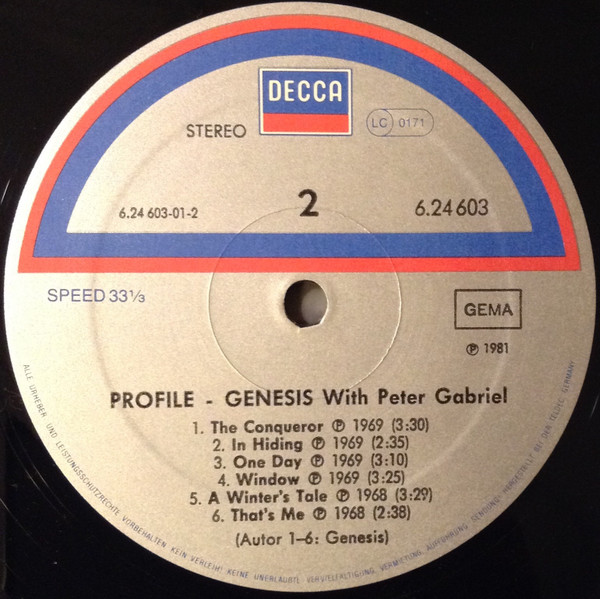 DECCA
STEREO
LC 0171
2
6.24 603-01-2
6.24603
SPEED 33⅓
GEMA
℗ 1981
PROFILE - GENESIS With Peter Gabriel
1. The Conqueror ℗ 1969 (3:30)
2. In Hiding ℗ 1969 (2:35)
3. One Day ℗ 1969 (3:10)
4. Window ℗ 1969 (3:25)
5. A Winter's Tale ℗ 1968 (3:29)
6. That's Me ℗ 1968 (2:38)
(Autor 1–6: Genesis)
ALLE URHEBER- UND LEISTUNGSSCHUTZRECHTE VORBEHALTEN KEIN VERLEIH! KEINE UNERLAUBTE VERVIELFÄLTIGUNG, VERMIETUNG, AUFFÜHRUNG, SENDUNG! HERGESTELLT BEI DER TELDEC GERMANY